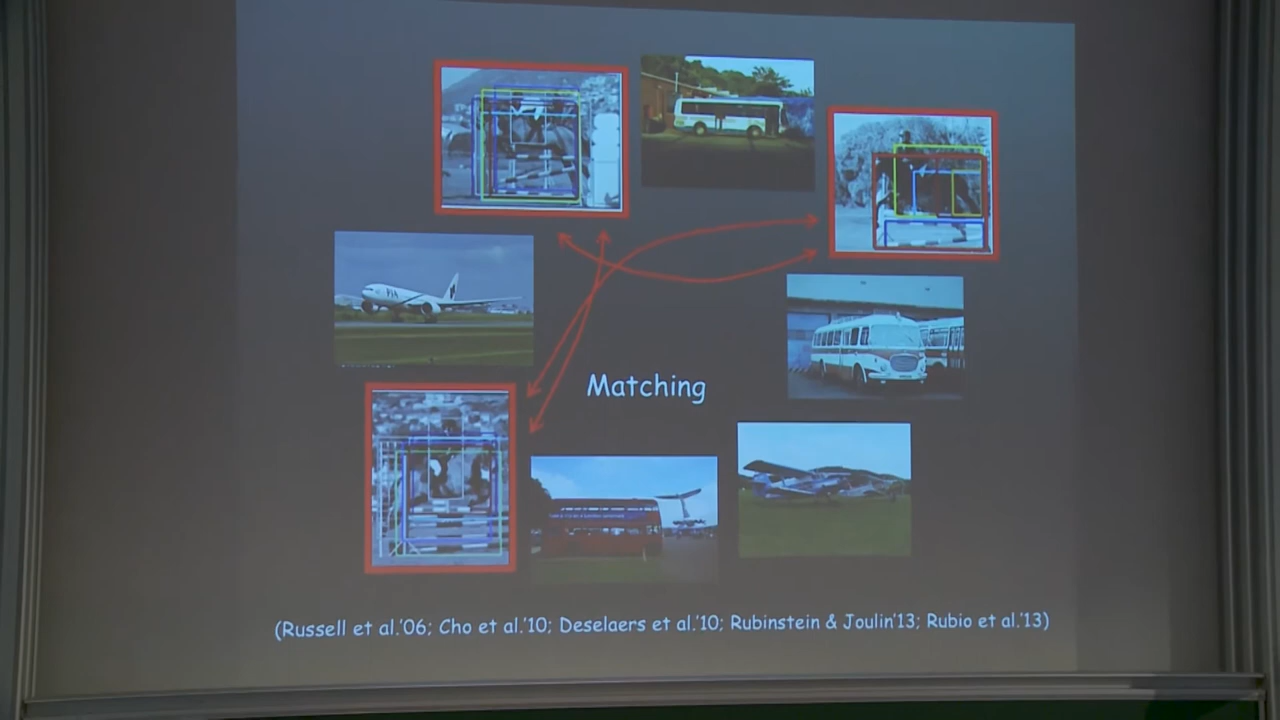 PIA
Matching
(Russell et al.'06; Cho et al.'10; Deselaers et al.'10; Rubinstein & Joulin'13; Rubio et al.'13)